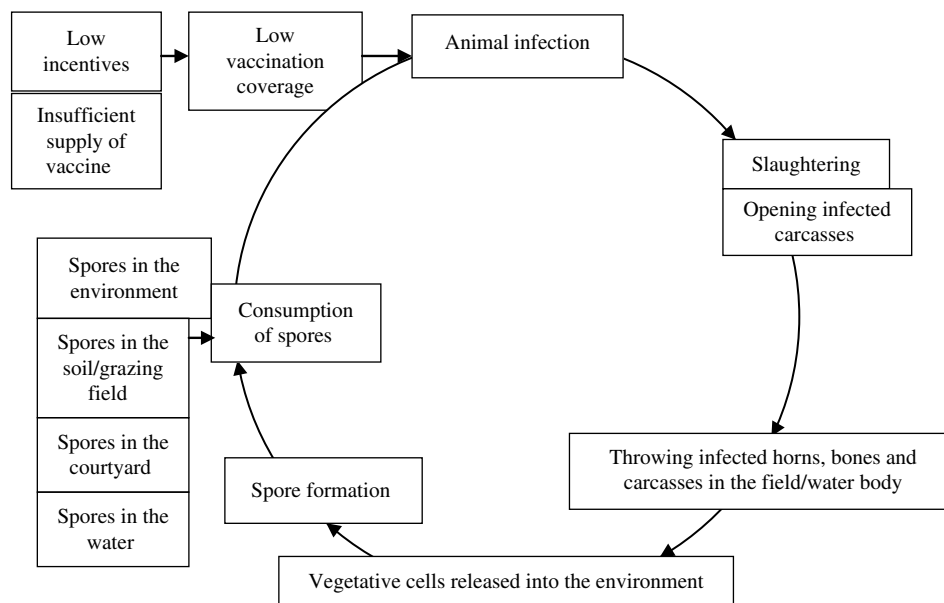 Low
incentives
Low
vaccination
coverage
Animal infection
Insufficient
supply of
vaccine
Slaughtering
Opening infected
carcasses
Spores in the
environment
Consumption
of spores
Spores in the
soil/grazing
field
Spores in the
courtyard
Spores in the
water
Spore formation
Throwing infected horns, bones and
carcasses in the field/water body
Vegetative cells released into the environment